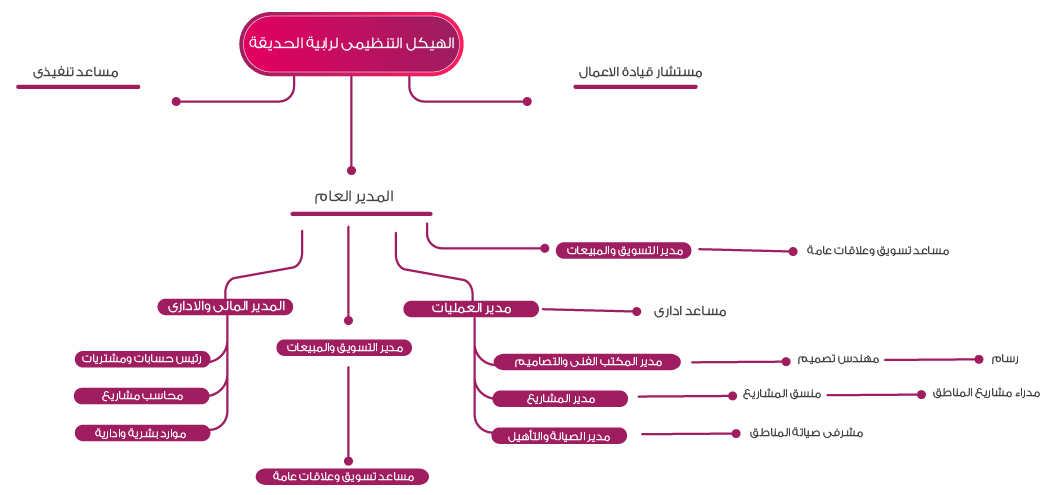 الهيكل التنظيمى لرابية الحديقة
مستشار قيادة الاعمال
مساعد تنفيذى
المدير العام
مدير التسويق والمبيعات
مساعد تسويق وعلاقات عامة
مدير العمليات
مساعد ادارى
المدير المالى والادارى
مدير التسويق والمبيعات
مدير المكتب الفنى والتصاميم
مهندس تصميم
رسام
رئيس حسابات ومشتريات
مدير المشاريع
منسق المشاريع
مدراء مشاريع المناطق
محاسب مشاريع
مدير الصيانة والتأهيل
مشرفى صياتة المناطق
موارد بشرية وادارية
مساعد تسويق وعلاقات عامة